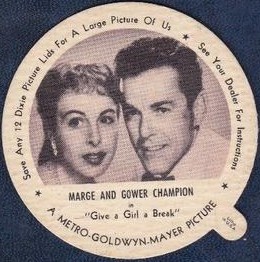 Save Any 12 Dixie Picture Lids For A Large Picture Of Us ★ See Your Dealer For Instructions ★
MARGE AND GOWER CHAMPION
in
"Give a Girl a Break"
A METRO-GOLDWYN-MAYER PICTURE